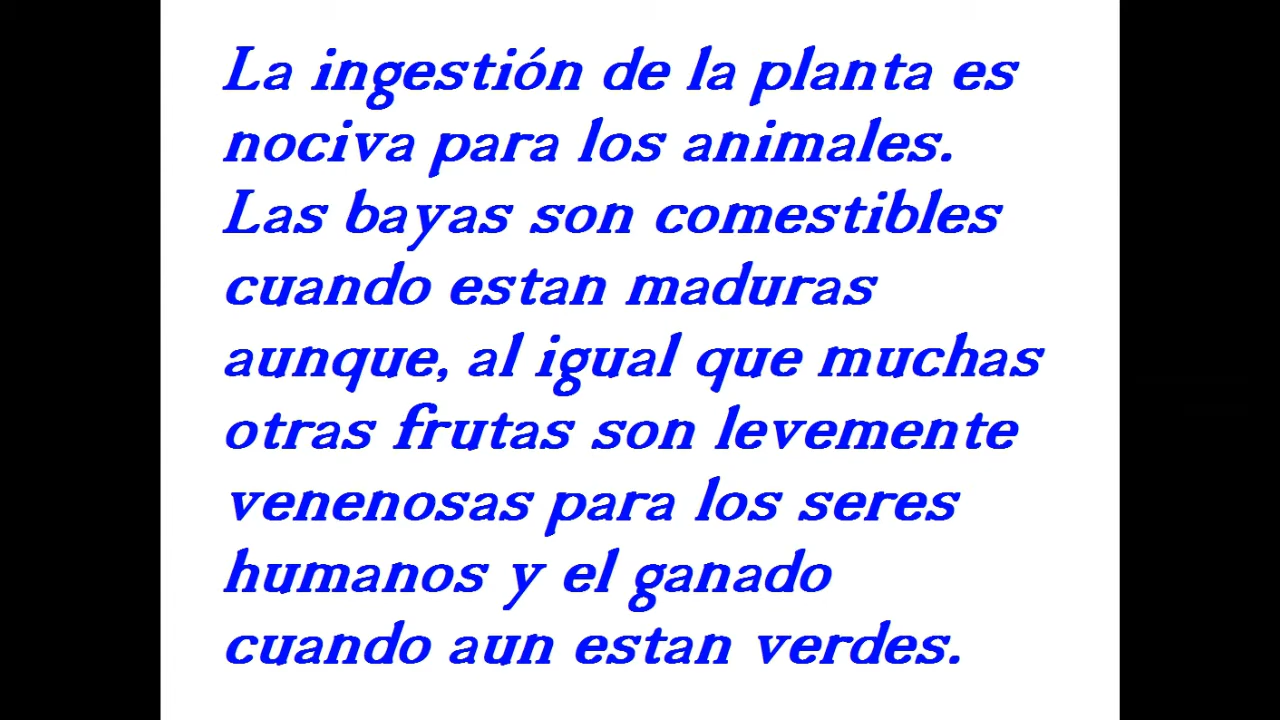 La ingestión de la planta es
nociva para los animales.
Las bayas son comestibles
cuando estan maduras
aunque, al igual que muchas
otras frutas son levemente
venenosas para los seres
humanos y el ganado
cuando aun estan verdes.